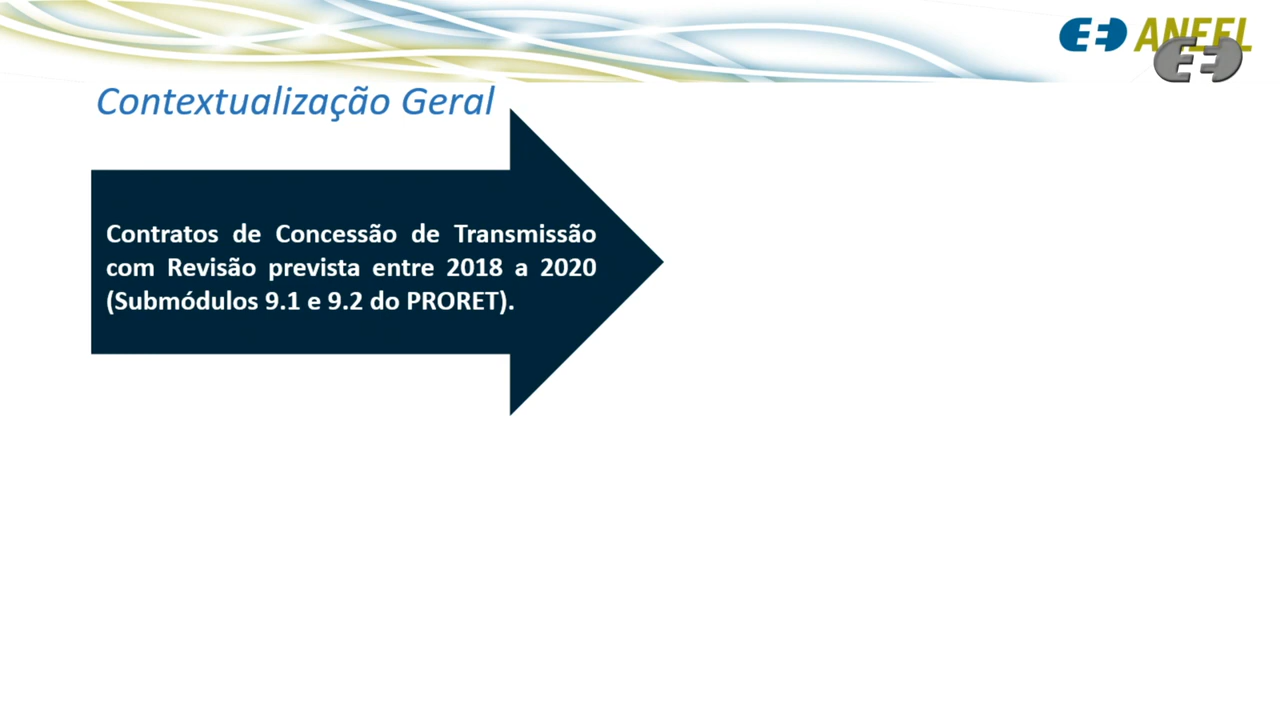 ANEEL
Contextualização Geral
Contratos de Concessão de Transmissão
com Revisão prevista entre 2018 a 2020
(Submódulos 9.1 e 9.2 do PRORET).